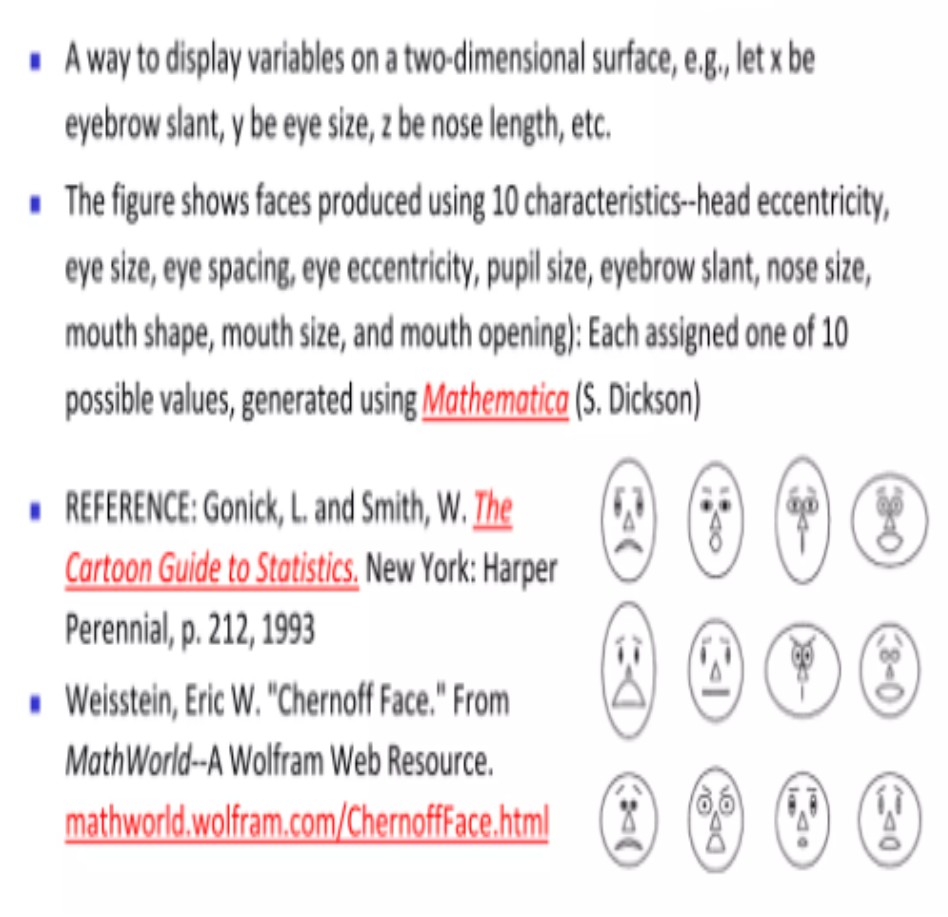 A way to display variables on a two-dimensional surface, e.g., let x be
eyebrow slant, y be eye size, z be nose length, etc.
The figure shows faces produced using 10 characteristics--head eccentricity,
eye size, eye spacing, eye eccentricity, pupil size, eyebrow slant, nose size,
mouth shape, mouth size, and mouth opening): Each assigned one of 10
possible values, generated using Mathematica (S. Dickson)
REFERENCE: Gonick, L. and Smith, W. The
Cartoon Guide to Statistics. New York: Harper
Perennial, p. 212, 1993
Weisstein, Eric W. "Chernoff Face." From
MathWorld--A Wolfram Web Resource.
mathworld.wolfram.com/ChernoffFace.html